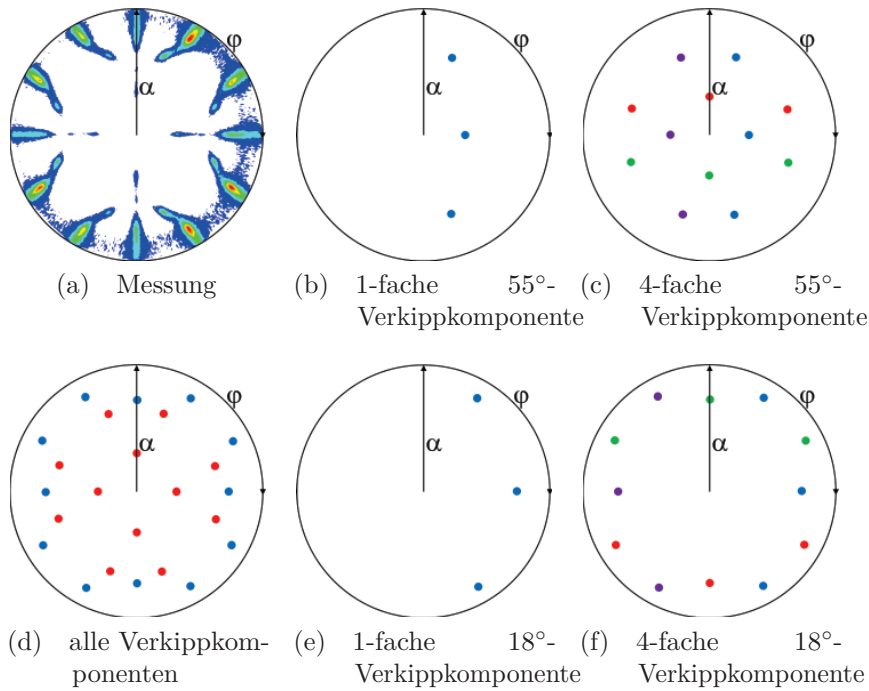 φ φ φ
α α α
(a) Messung (b) 1-fache 55°- (c) 4-fache 55°-
Verkippkomponente Verkippkomponente
φ φ φ
α α α
(d) alle Verkippkom- (e) 1-fache 18°- (f) 4-fache 18°-
ponenten Verkippkomponente Verkippkomponente